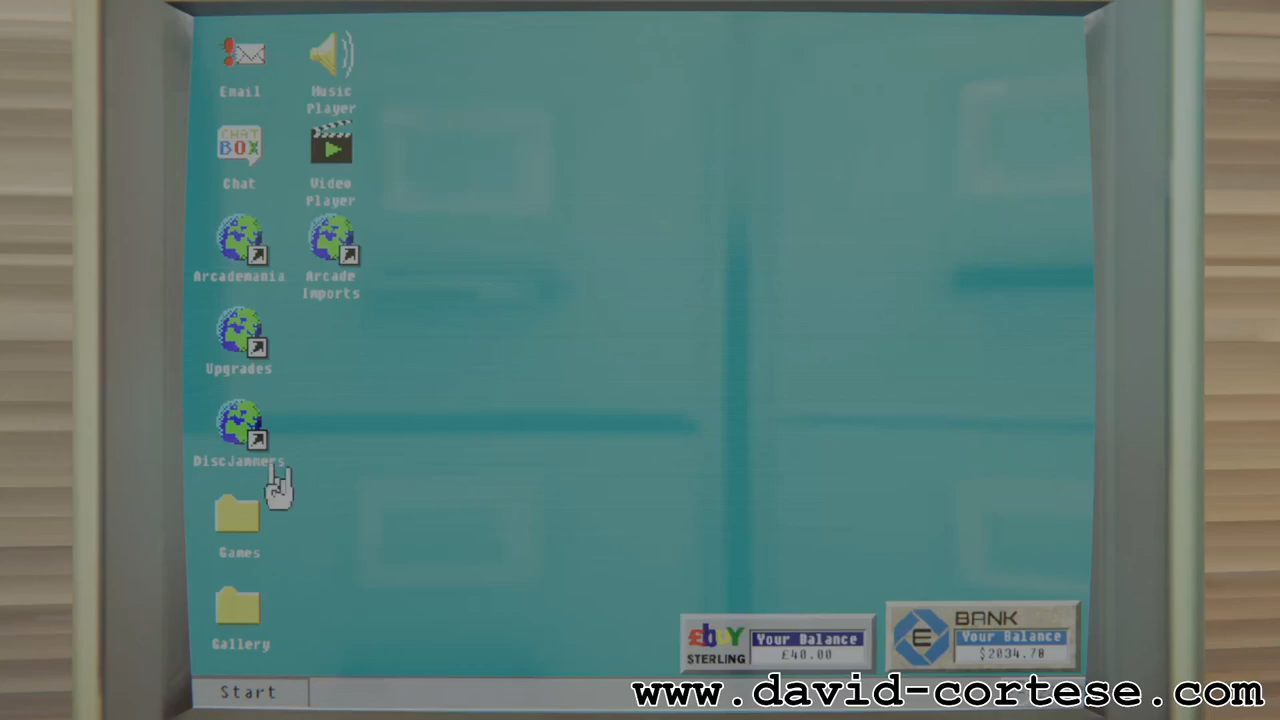 Email
Music
Player
CHAT
BOX
Chat
Video
Player
Arcademania
Arcade
Imports
Upgrades
DiscJammers
Games
Gallery
ebuy
STERLING
Your Balance
£40.00
E
BANK
Your Balance
$2034.78
Start
www.david-cortese.com